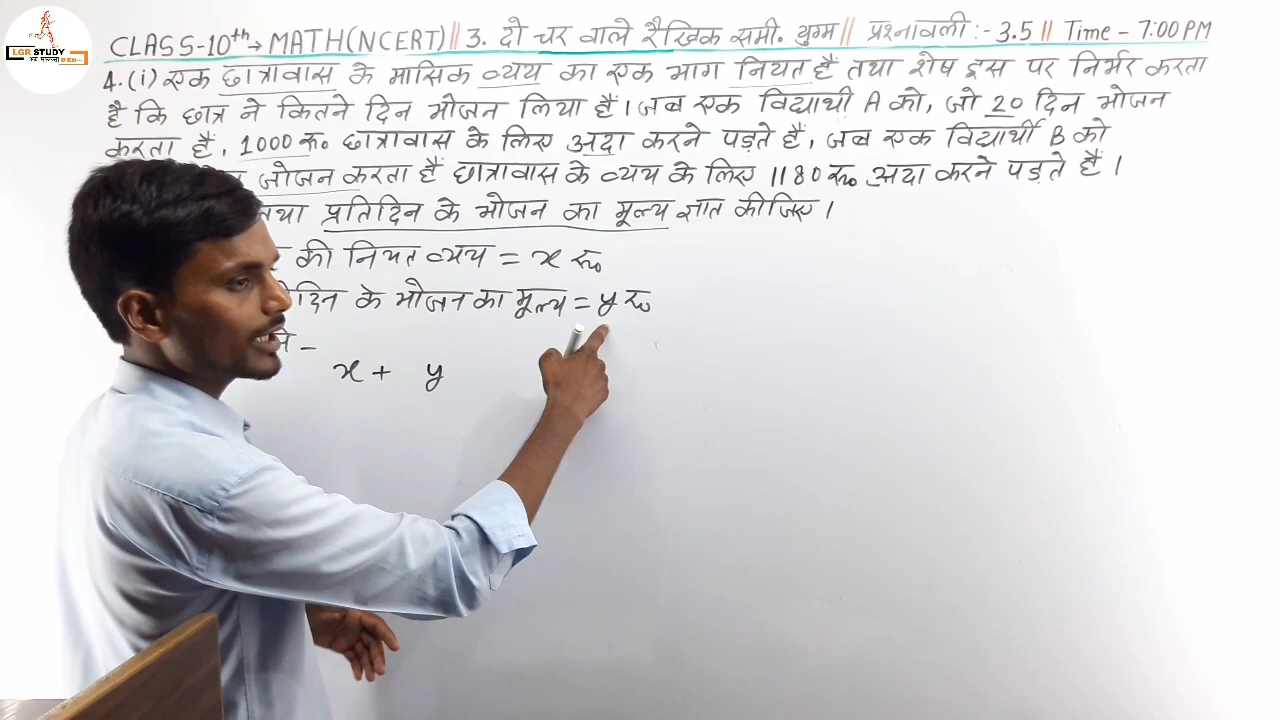 LGR STUDY
CLASS-10th → MATH (NCERT) || 3. दो चर वाले रैखिक समी. युग्म || प्रश्नावली :- 3.5 || Time - 7:00 PM
4.(i) एक छात्रावास के मासिक व्यय का एक भाग नियत है तथा शेष इस पर निर्भर करता
है कि छात्र ने कितने दिन भोजन लिया है। जब एक विद्यार्थी A को, जो 20 दिन भोजन
करता है, 1000 रू० छात्रावास के लिए अदा करने पड़ते हैं, जब एक विद्यार्थी B को
जोजन करता है छात्रावास के व्यय के लिए 1180 रू० अदा करने पड़ते हैं।
तथा प्रतिदिन के भोजन का मूल्य ज्ञात कीजिए।
की नियत व्यय = x रू०
दिन के भोजन का मूल्य = y रू०
x + y